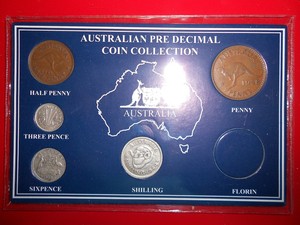 AUSTRALIAN PRE DECIMAL
COIN COLLECTION
HALF PENNY
PENNY
AUSTRALIA
THREE PENCE
SIXPENCE
SHILLING
FLORIN